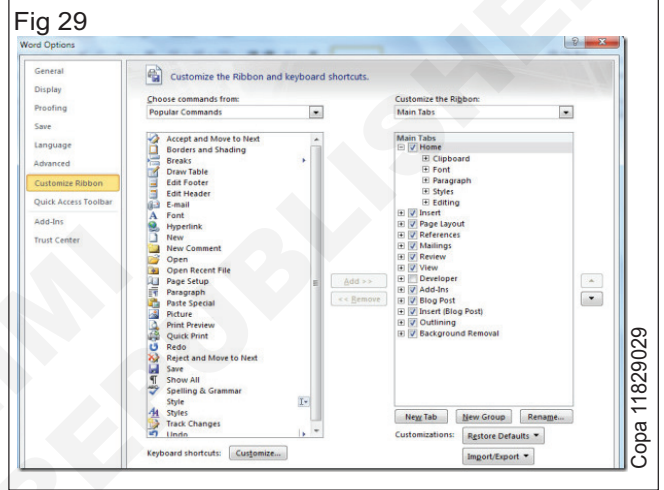 Fig 29
Word Options
General
Display
Proofing
Save
Language
Advanced
Customize Ribbon
Quick Access Toolbar
Add-Ins
Trust Center
Customize the Ribbon and keyboard shortcuts.
Choose commands from:
Popular Commands
Accept and Move to Next
Borders and Shading
Breaks
Draw Table
Edit Footer
Edit Header
E-mail
Font
Hyperlink
New
New Comment
Open
Open Recent File
Page Setup
Paragraph
Paste Special
Picture
Print Preview
Quick Print
Redo
Reject and Move to Next
Save
Show All
Spelling & Grammar
Style
Styles
Track Changes
Undo
Keyboard shortcuts: Customize...
Add >>
<< Remove
Customize the Ribbon:
Main Tabs
Main Tabs
Home
Clipboard
Font
Paragraph
Styles
Editing
Insert
Page Layout
References
Mailings
Review
View
Developer
Add-Ins
Blog Post
Insert (Blog Post)
Outlining
Background Removal
New Tab New Group Rename...
Customizations: Restore Defaults
Import/Export
Copa 11829029